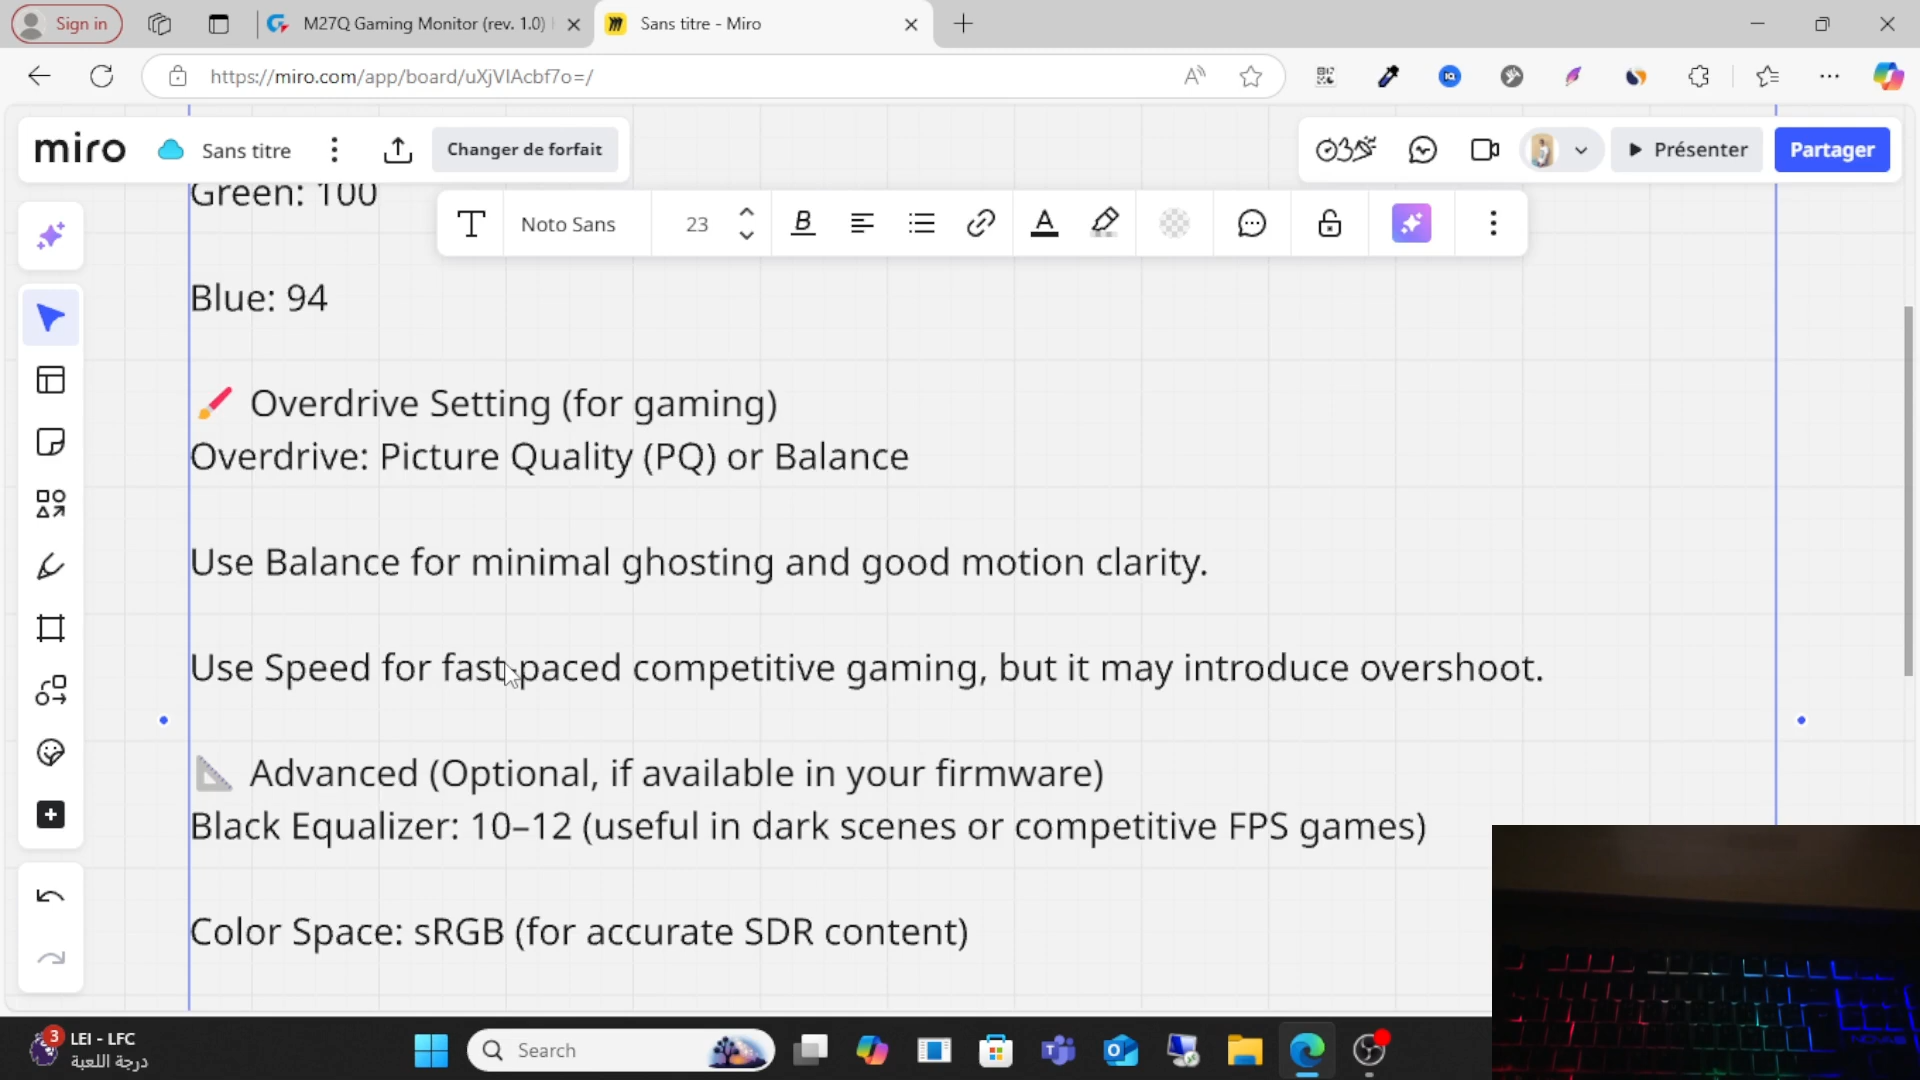 Sign in
M27Q Gaming Monitor (rev. 1.0)
Sans titre - Miro
https://miro.com/app/board/uXjVIAcbf7o=/
miro
Sans titre
Changer de forfait
Présenter
Partager
Noto Sans
23
Green: 100
Blue: 94
🖌️ Overdrive Setting (for gaming)
Overdrive: Picture Quality (PQ) or Balance
Use Balance for minimal ghosting and good motion clarity.
Use Speed for fast-paced competitive gaming, but it may introduce overshoot.
📐 Advanced (Optional, if available in your firmware)
Black Equalizer: 10–12 (useful in dark scenes or competitive FPS games)
Color Space: sRGB (for accurate SDR content)
3
LEI - LFC
درجة اللعبة
Search